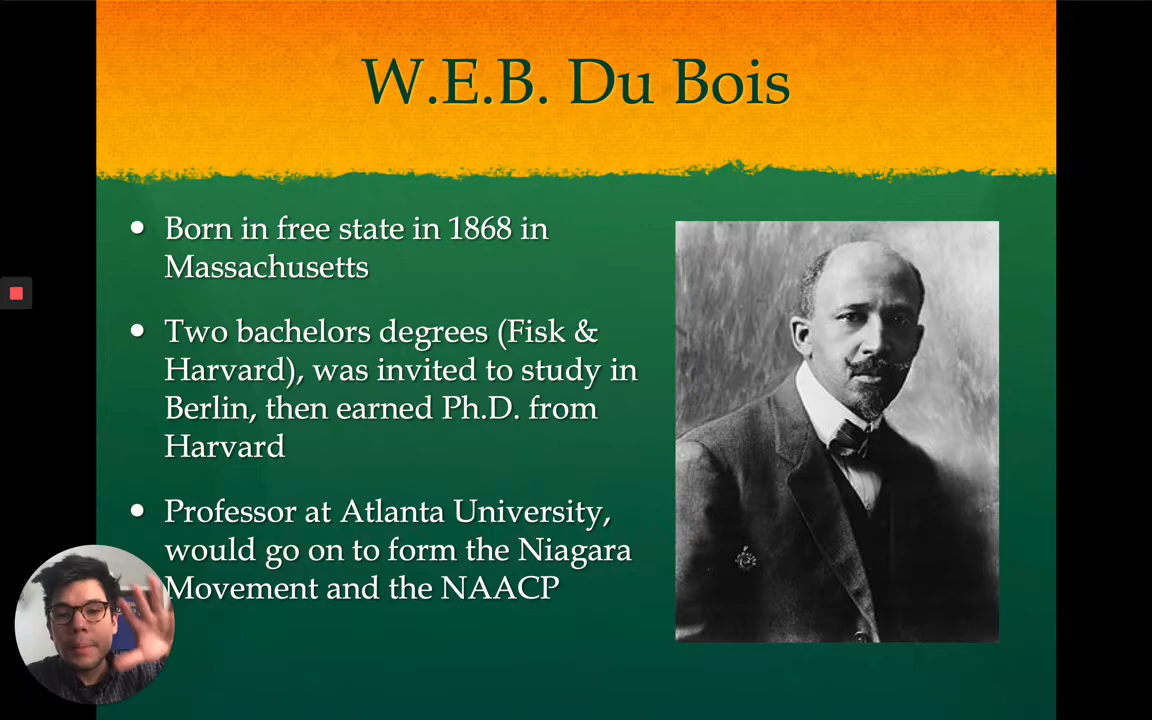 W.E.B. Du Bois
• Born in free state in 1868 in
Massachusetts
• Two bachelors degrees (Fisk &
Harvard), was invited to study in
Berlin, then earned Ph.D. from
Harvard
• Professor at Atlanta University,
would go on to form the Niagara
Movement and the NAACP